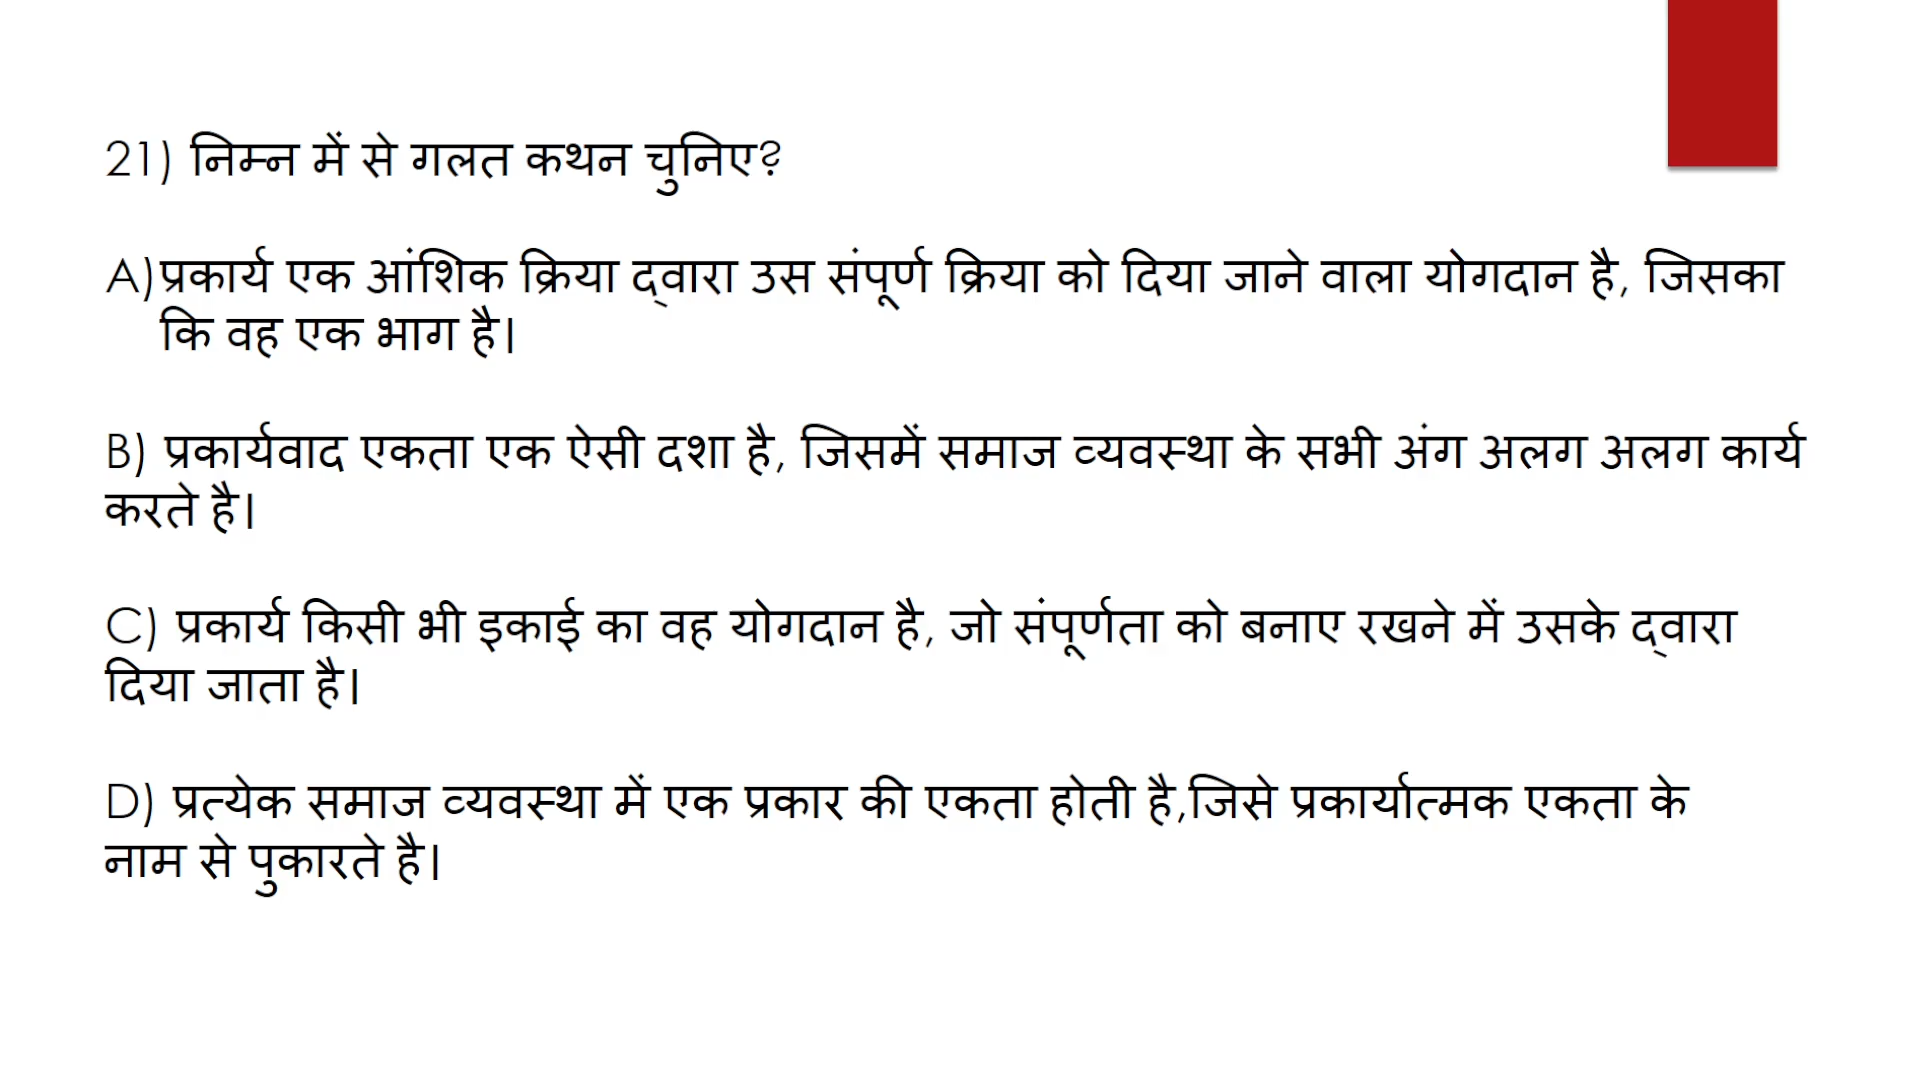 21) निम्न में से गलत कथन चुनिए?
A)प्रकार्य एक आंशिक क्रिया द्वारा उस संपूर्ण क्रिया को दिया जाने वाला योगदान है, जिसका
कि वह एक भाग है।
B) प्रकार्यवाद एकता एक ऐसी दशा है, जिसमें समाज व्यवस्था के सभी अंग अलग अलग कार्य
करते है।
C) प्रकार्य किसी भी इकाई का वह योगदान है, जो संपूर्णता को बनाए रखने में उसके द्वारा
दिया जाता है।
D) प्रत्येक समाज व्यवस्था में एक प्रकार की एकता होती है,जिसे प्रकार्यात्मक एकता के
नाम से पुकारते है।